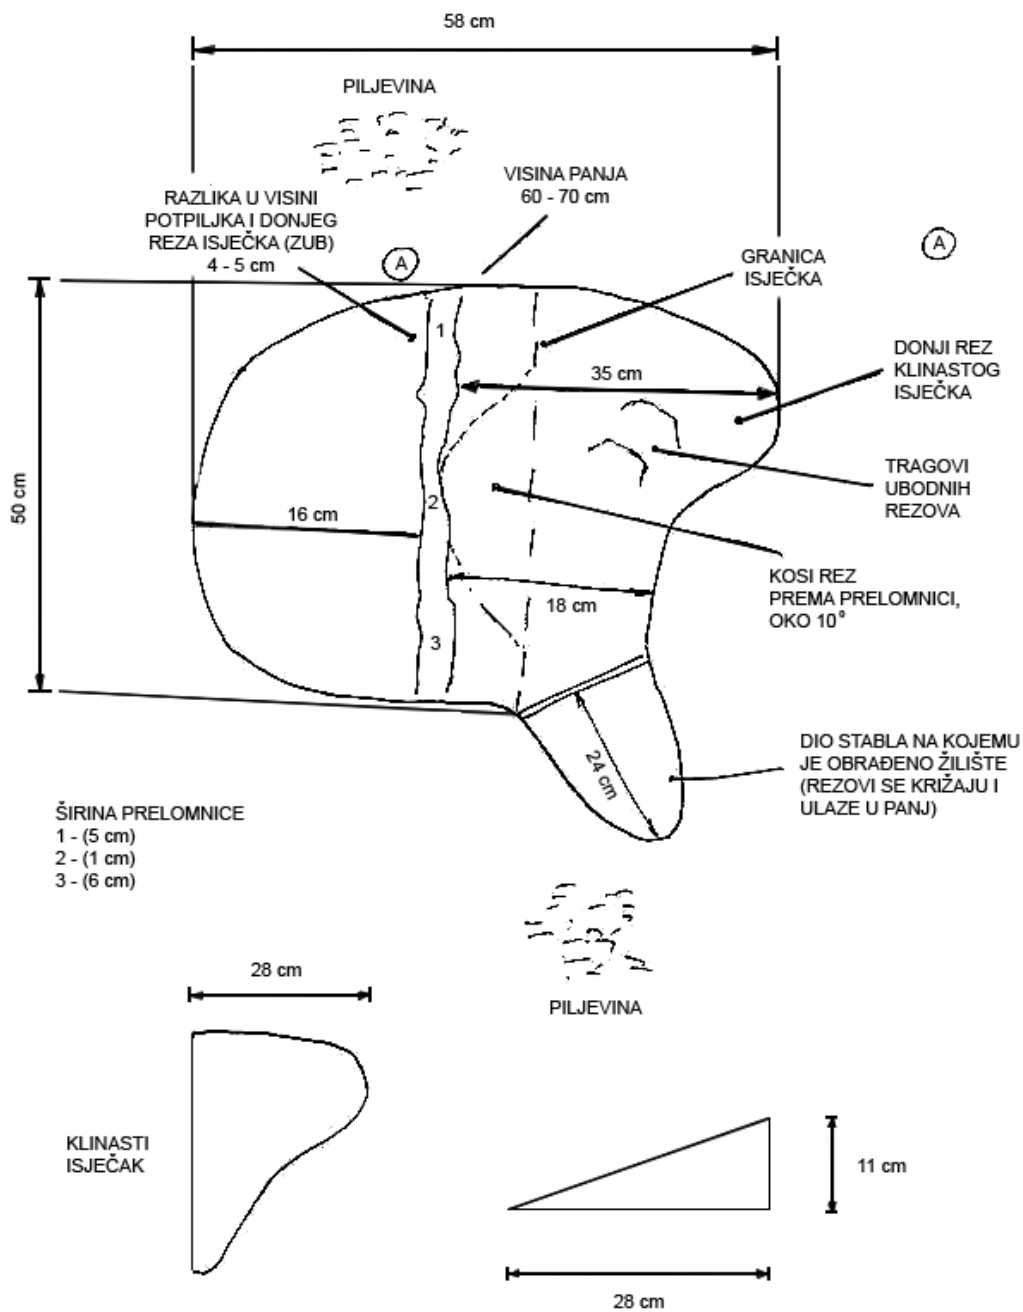 58 cm
PILJEVINA
VISINA PANJA
60 - 70 cm
RAZLIKA U VISINI
POTPILJKA I DONJEG
REZA ISJEČKA (ZUB)
4 - 5 cm
A
A
GRANICA
ISJEČKA
1
35 cm
DONJI REZ
KLINASTOG
ISJEČKA
TRAGOVI
UBODNIH
REZOVA
50 cm
16 cm
2
KOSI REZ
PREMA PRELOMNICI,
OKO 10°
18 cm
3
24 cm
DIO STABLA NA KOJEMU
JE OBRAĐENO ŽILIŠTE
(REZOVI SE KRIŽAJU I
ULAZE U PANJ)
ŠIRINA PRELOMNICE
1 - (5 cm)
2 - (1 cm)
3 - (6 cm)
PILJEVINA
28 cm
KLINASTI
ISJEČAK
11 cm
28 cm